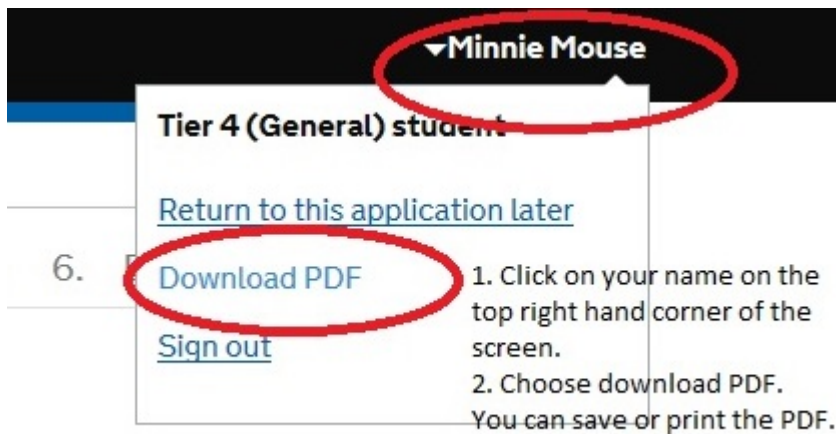 Minnie Mouse
Tier 4 (General) student
Return to this application later
6.
Download PDF
Sign out
1. Click on your name on the
top right hand corner of the
screen.
2. Choose download PDF.
You can save or print the PDF.